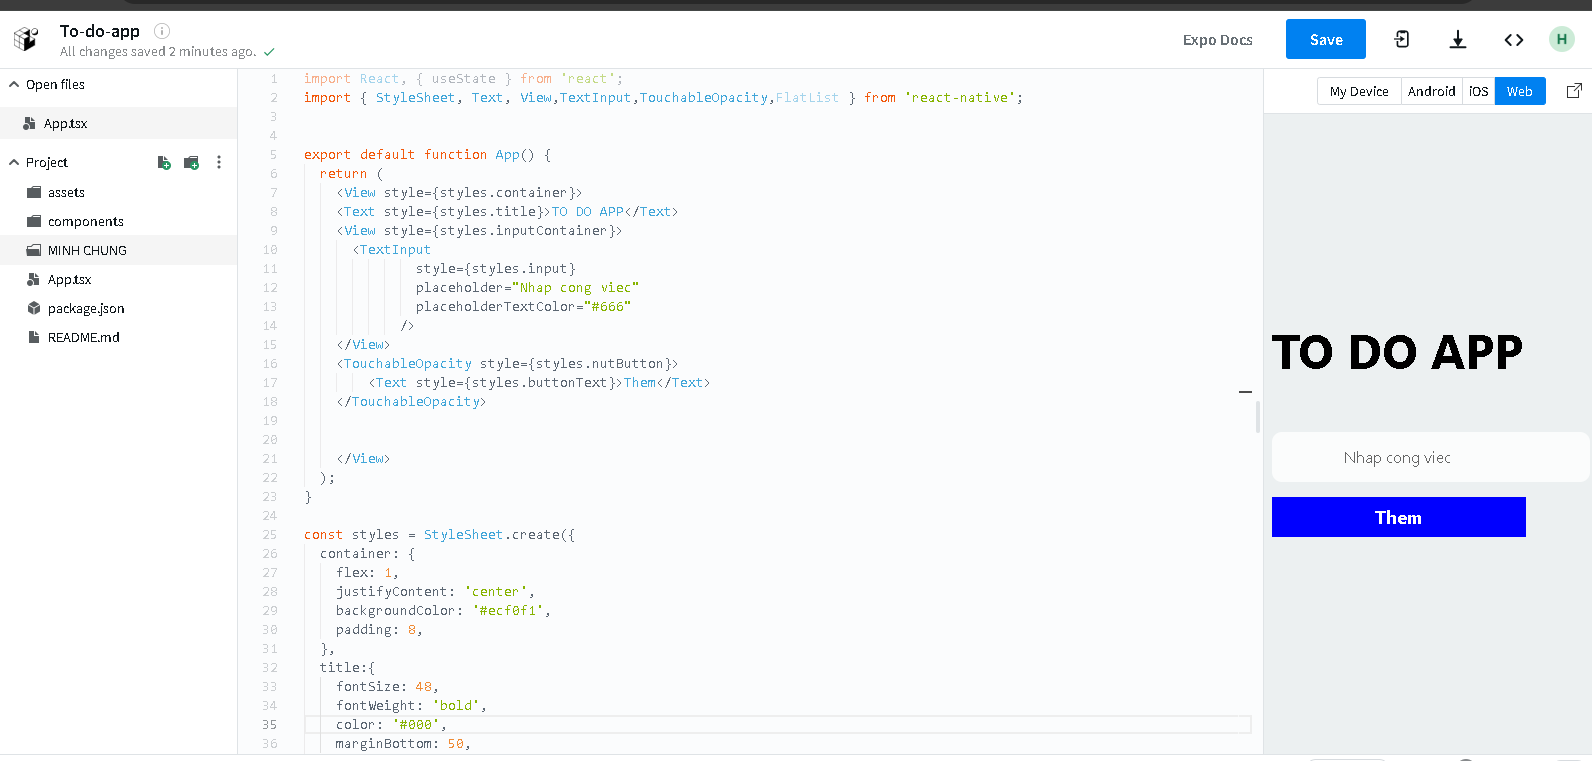 To-do-app
All changes saved 2 minutes ago.
Expo Docs
Save
H
Open files
App.tsx
Project
assets
components
MINH CHUNG
App.tsx
package.json
README.md
1 import React, { useState } from 'react';
2 import { StyleSheet, Text, View,TextInput,TouchableOpacity,FlatList } from 'react-native';
3
4
5 export default function App() {
6 return (
7 <View style={styles.container}>
8 <Text style={styles.title}>TO DO APP</Text>
9 <View style={styles.inputContainer}>
10 <TextInput
11 style={styles.input}
12 placeholder="Nhap cong viec"
13 placeholderTextColor="#666"
14 />
15 </View>
16 <TouchableOpacity style={styles.nutButton}>
17 <Text style={styles.buttonText}>Them</Text>
18 </TouchableOpacity>
19
20
21 </View>
22 );
23 }
24
25 const styles = StyleSheet.create({
26 container: {
27 flex: 1,
28 justifyContent: 'center',
29 backgroundColor: '#ecf0f1',
30 padding: 8,
31 },
32 title:{
33 fontSize: 48,
34 fontWeight: 'bold',
35 color: '#000',
36 marginBottom: 50,
My Device
Android
iOS
Web
TO DO APP
Nhap cong viec
Them